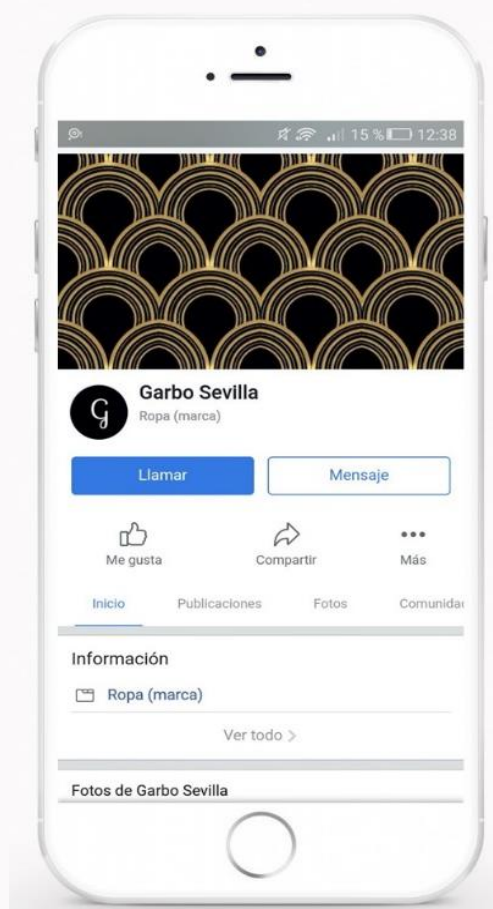 15 % 12:38
Garbo Sevilla
G
Ropa (marca)
Llamar Mensaje
Me gusta Compartir Más
Inicio Publicaciones Fotos Comunidad
Información
Ropa (marca)
Ver todo >
Fotos de Garbo Sevilla